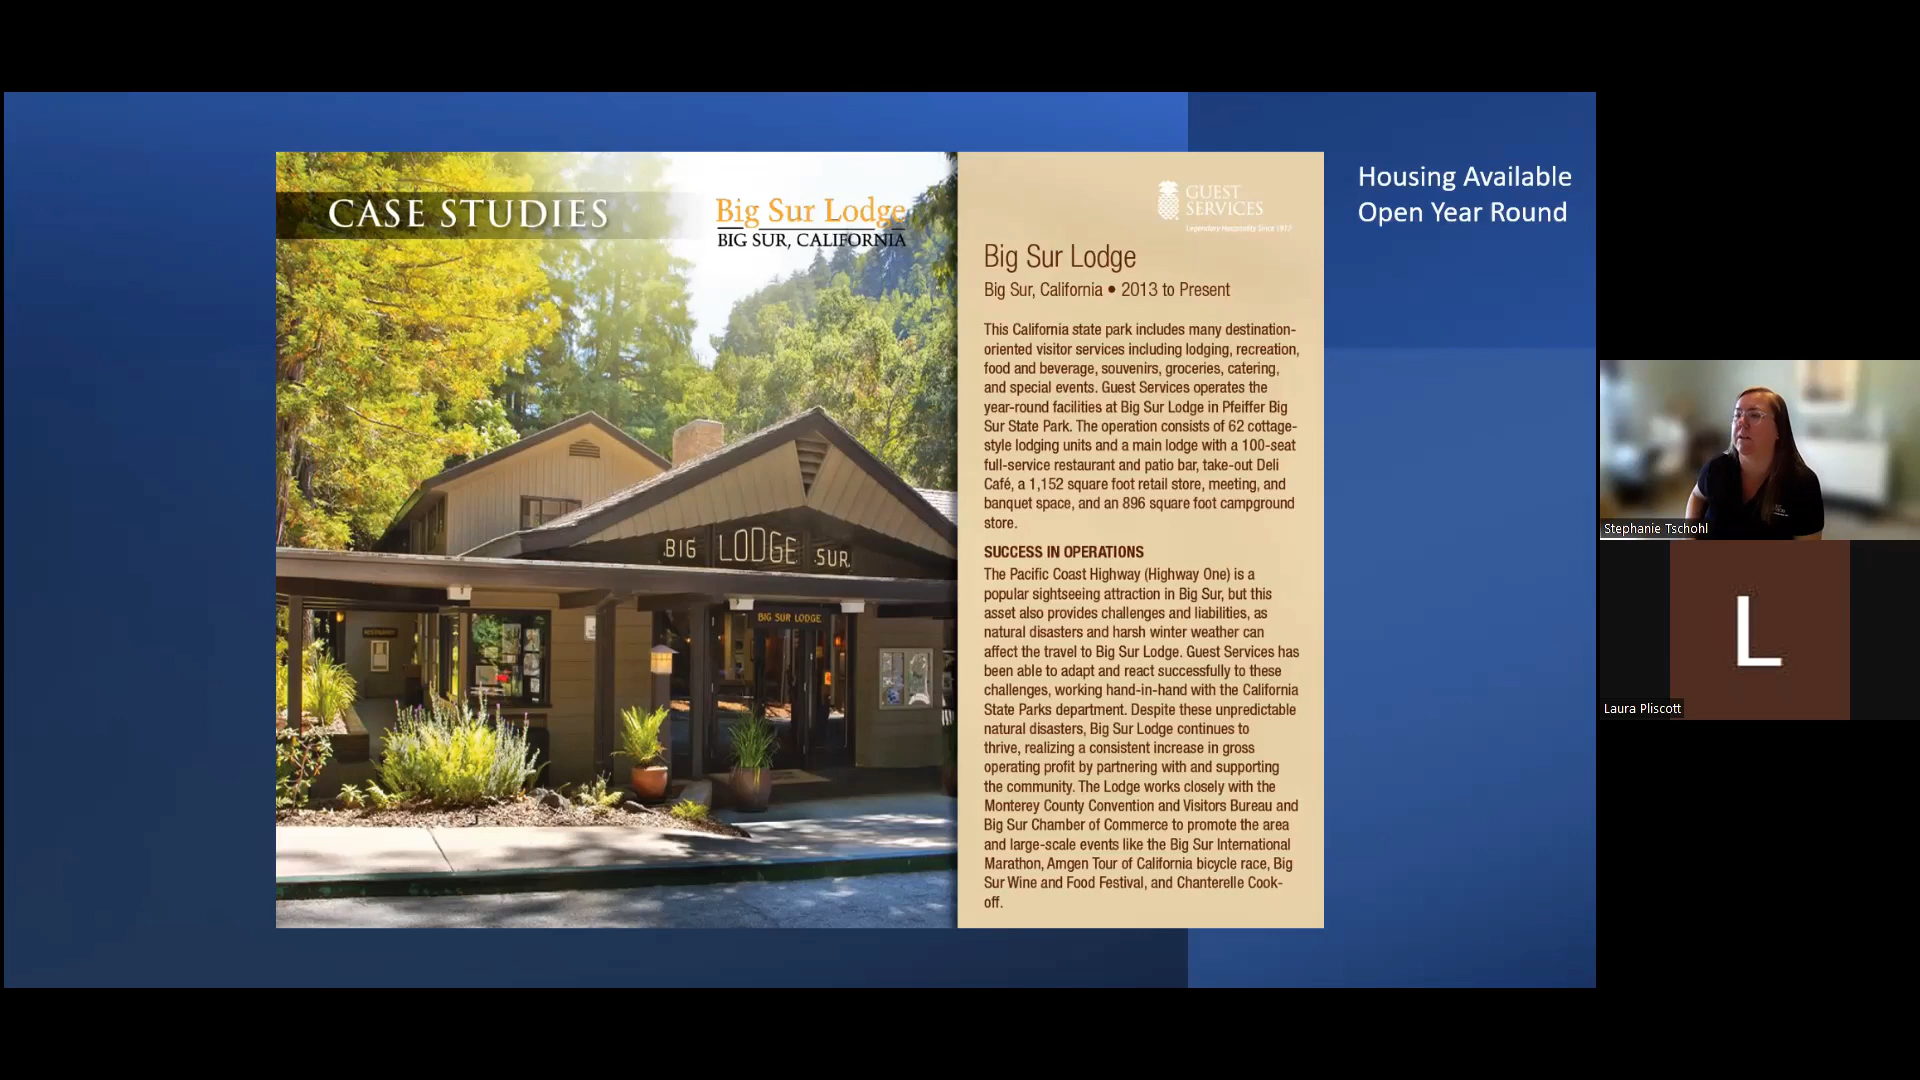 CASE STUDIES
Big Sur Lodge
BIG SUR, CALIFORNIA
BIG LODGE SUR
BIG SUR LODGE
RESTAURANT
GUEST
SERVICES
Legendary Hospitality Since 1917
Big Sur Lodge
Big Sur, California • 2013 to Present
This California state park includes many destination-
oriented visitor services including lodging, recreation,
food and beverage, souvenirs, groceries, catering,
and special events. Guest Services operates the
year-round facilities at Big Sur Lodge in Pfeiffer Big
Sur State Park. The operation consists of 62 cottage-
style lodging units and a main lodge with a 100-seat
full-service restaurant and patio bar, take-out Deli
Café, a 1,152 square foot retail store, meeting, and
banquet space, and an 896 square foot campground
store.
SUCCESS IN OPERATIONS
The Pacific Coast Highway (Highway One) is a
popular sightseeing attraction in Big Sur, but this
asset also provides challenges and liabilities, as
natural disasters and harsh winter weather can
affect the travel to Big Sur Lodge. Guest Services has
been able to adapt and react successfully to these
challenges, working hand-in-hand with the California
State Parks department. Despite these unpredictable
natural disasters, Big Sur Lodge continues to
thrive, realizing a consistent increase in gross
operating profit by partnering with and supporting
the community. The Lodge works closely with the
Monterey County Convention and Visitors Bureau and
Big Sur Chamber of Commerce to promote the area
and large-scale events like the Big Sur International
Marathon, Amgen Tour of California bicycle race, Big
Sur Wine and Food Festival, and Chanterelle Cook-
off.
Housing Available
Open Year Round
Stephanie Tschohl
L
Laura Pliscott